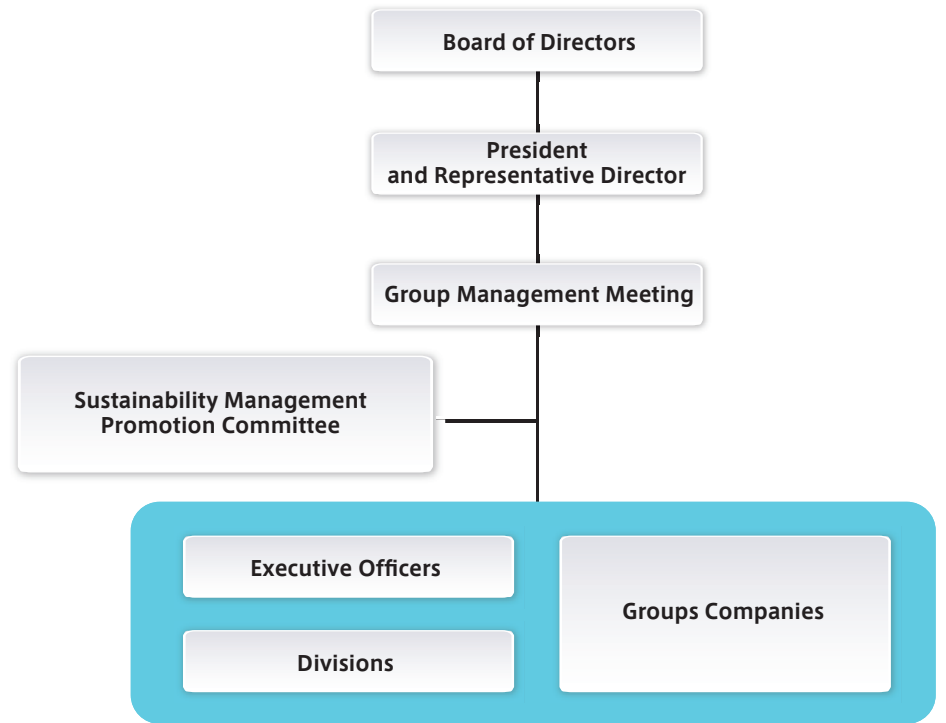 Board of Directors
President
and Representative Director
Group Management Meeting
Sustainability Management
Promotion Committee
Executive Officers
Groups Companies
Divisions